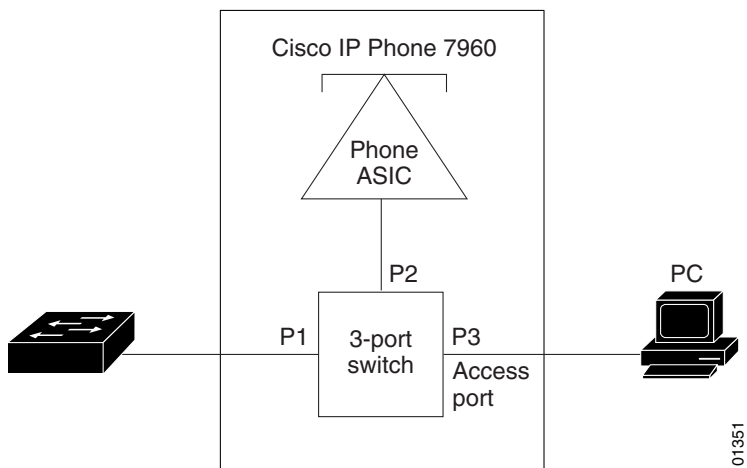 Cisco IP Phone 7960
Phone
ASIC
P2
PC
P1
3-port
switch
P3
Access
port
01351